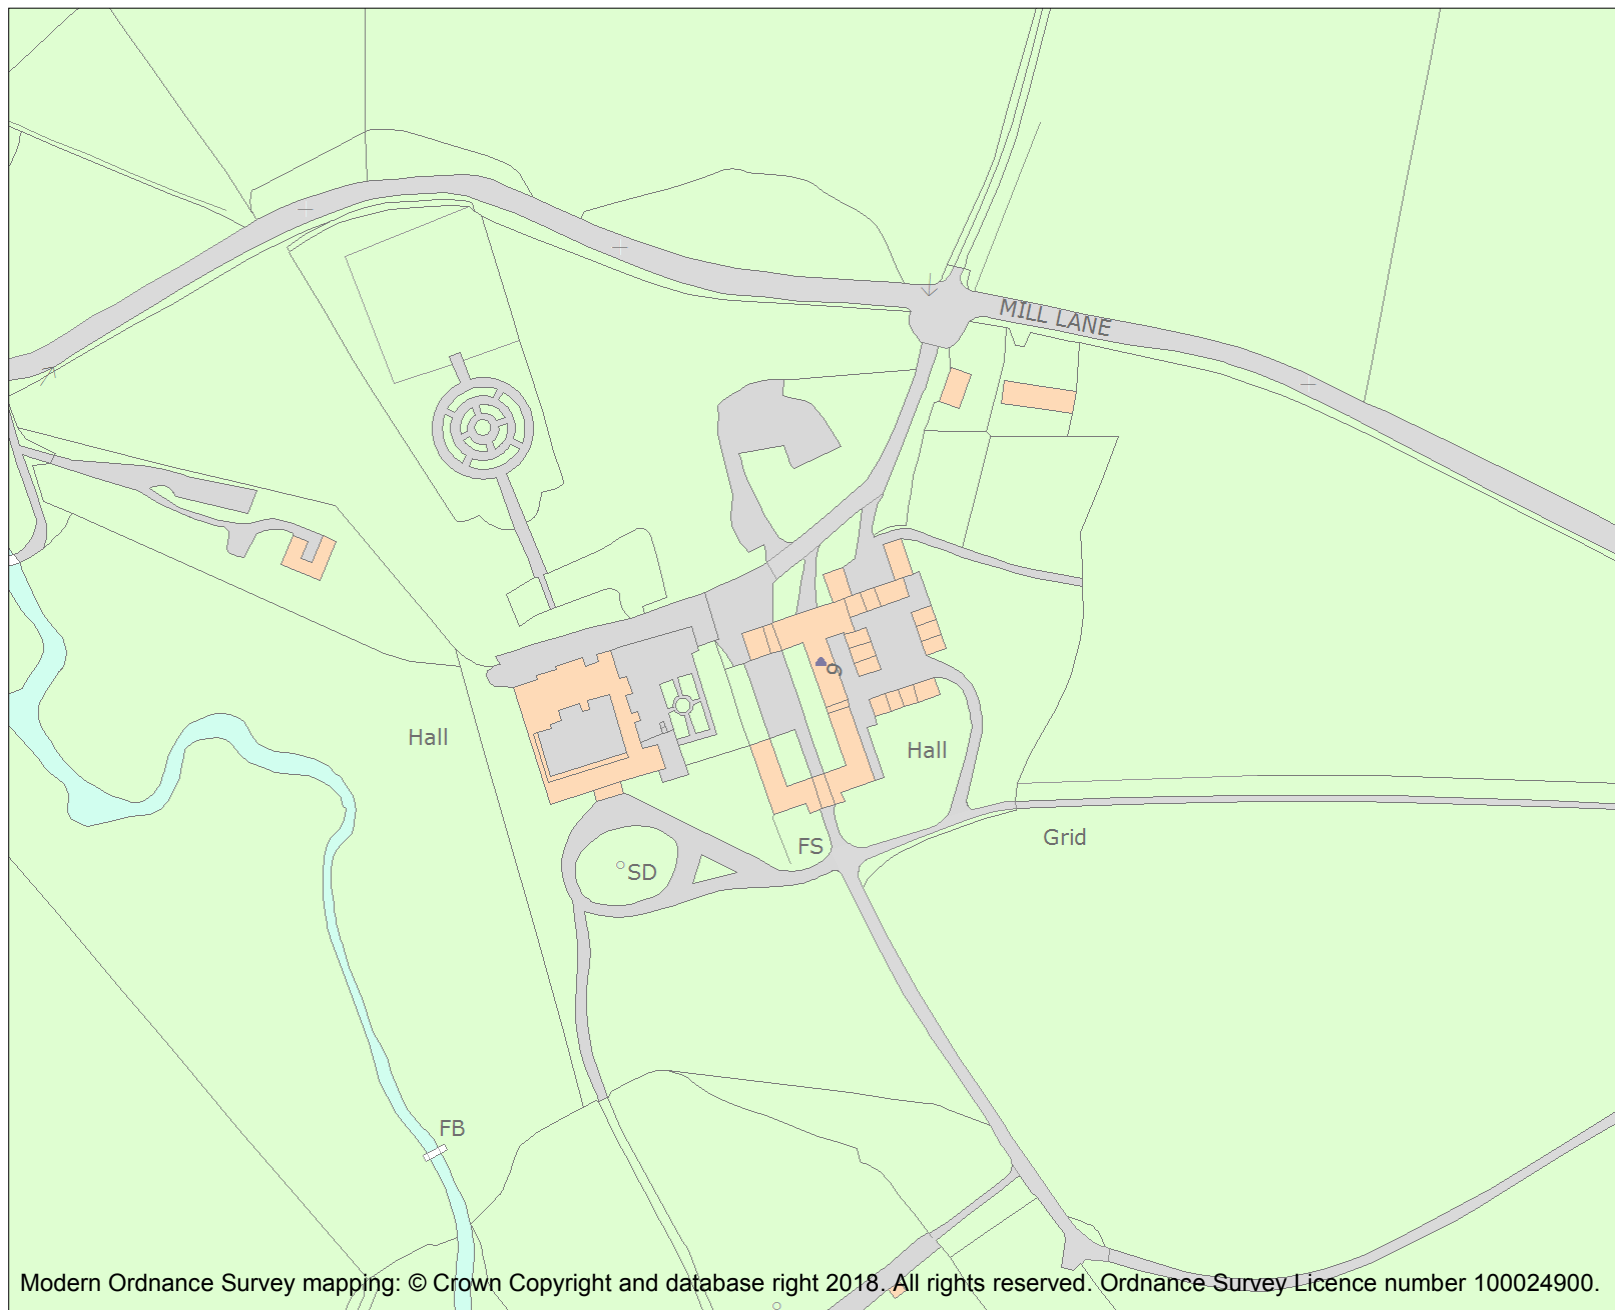 MILL LANE
9
Hall
Hall
Grid
FS
SD
FB
Modern Ordnance Survey mapping: © Crown Copyright and database right 2018. All rights reserved. Ordnance Survey Licence number 100024900.